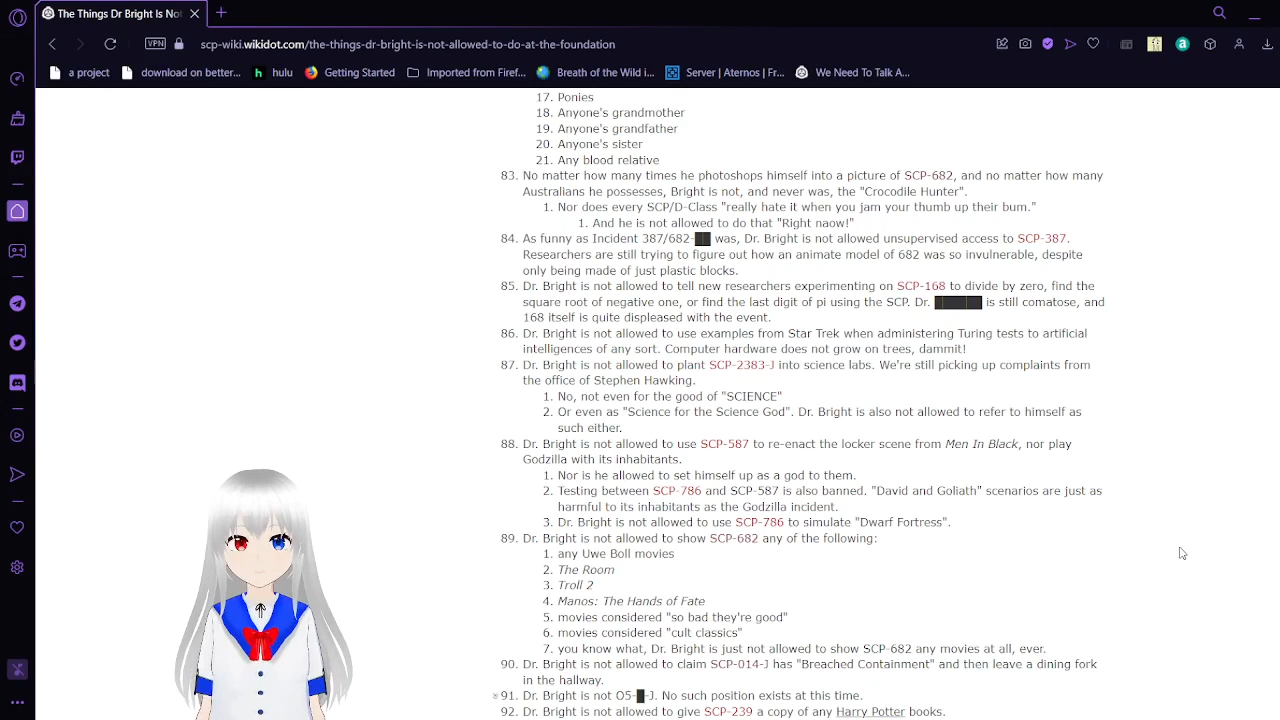 The Things Dr Bright Is Not
VPN
scp-wiki.wikidot.com/the-things-dr-bright-is-not-allowed-to-do-at-the-foundation
a project
download on better...
h hulu
Getting Started
Imported from Firef...
Breath of the Wild i...
Server | Aternos | Fr...
We Need To Talk A...
17. Ponies
18. Anyone's grandmother
19. Anyone's grandfather
20. Anyone's sister
21. Any blood relative
83. No matter how many times he photoshops himself into a picture of SCP-682, and no matter how many
Australians he possesses, Bright is not, and never was, the "Crocodile Hunter".
1. Nor does every SCP/D-Class "really hate it when you jam your thumb up their bum."
1. And he is not allowed to do that "Right naow!"
84. As funny as Incident 387/682-██ was, Dr. Bright is not allowed unsupervised access to SCP-387.
Researchers are still trying to figure out how an animate model of 682 was so invulnerable, despite
only being made of just plastic blocks.
85. Dr. Bright is not allowed to tell new researchers experimenting on SCP-168 to divide by zero, find the
square root of negative one, or find the last digit of pi using the SCP. Dr. ██████ is still comatose, and
168 itself is quite displeased with the event.
86. Dr. Bright is not allowed to use examples from Star Trek when administering Turing tests to artificial
intelligences of any sort. Computer hardware does not grow on trees, dammit!
87. Dr. Bright is not allowed to plant SCP-2383-J into science labs. We're still picking up complaints from
the office of Stephen Hawking.
1. No, not even for the good of "SCIENCE"
2. Or even as "Science for the Science God". Dr. Bright is also not allowed to refer to himself as
such either.
88. Dr. Bright is not allowed to use SCP-587 to re-enact the locker scene from Men In Black, nor play
Godzilla with its inhabitants.
1. Nor is he allowed to set himself up as a god to them.
2. Testing between SCP-786 and SCP-587 is also banned. "David and Goliath" scenarios are just as
harmful to its inhabitants as the Godzilla incident.
3. Dr. Bright is not allowed to use SCP-786 to simulate "Dwarf Fortress".
89. Dr. Bright is not allowed to show SCP-682 any of the following:
1. any Uwe Boll movies
2. The Room
3. Troll 2
4. Manos: The Hands of Fate
5. movies considered "so bad they're good"
6. movies considered "cult classics"
7. you know what, Dr. Bright is just not allowed to show SCP-682 any movies at all, ever.
90. Dr. Bright is not allowed to claim SCP-014-J has "Breached Containment" and then leave a dining fork
in the hallway.
91. Dr. Bright is not O5-█-J. No such position exists at this time.
92. Dr. Bright is not allowed to give SCP-239 a copy of any Harry Potter books.